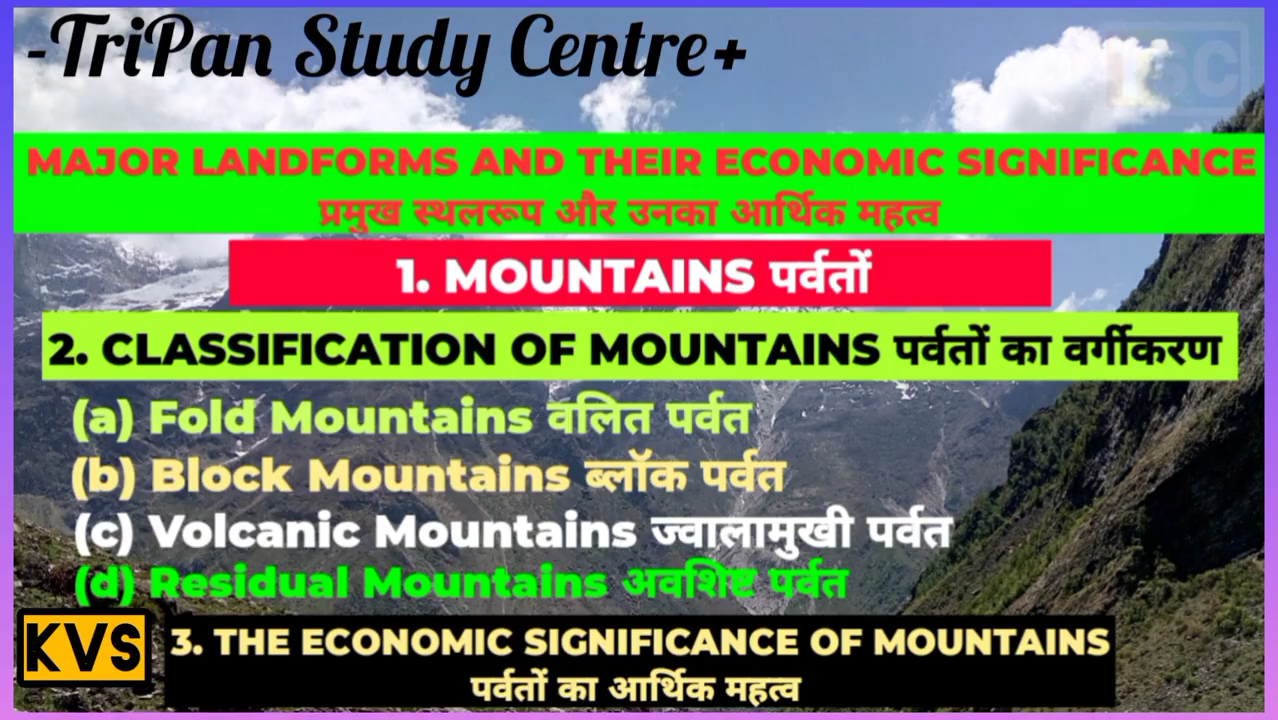 -TriPan Study Centre+
TSC
MAJOR LANDFORMS AND THEIR ECONOMIC SIGNIFICANCE
प्रमुख स्थलरूप और उनका आर्थिक महत्व
1. MOUNTAINS पर्वतों
2. CLASSIFICATION OF MOUNTAINS पर्वतों का वर्गीकरण
(a) Fold Mountains वलित पर्वत
(b) Block Mountains ब्लॉक पर्वत
(c) Volcanic Mountains ज्वालामुखी पर्वत
(d) Residual Mountains अवशिष्ट पर्वत
KVS
3. THE ECONOMIC SIGNIFICANCE OF MOUNTAINS
पर्वतों का आर्थिक महत्व